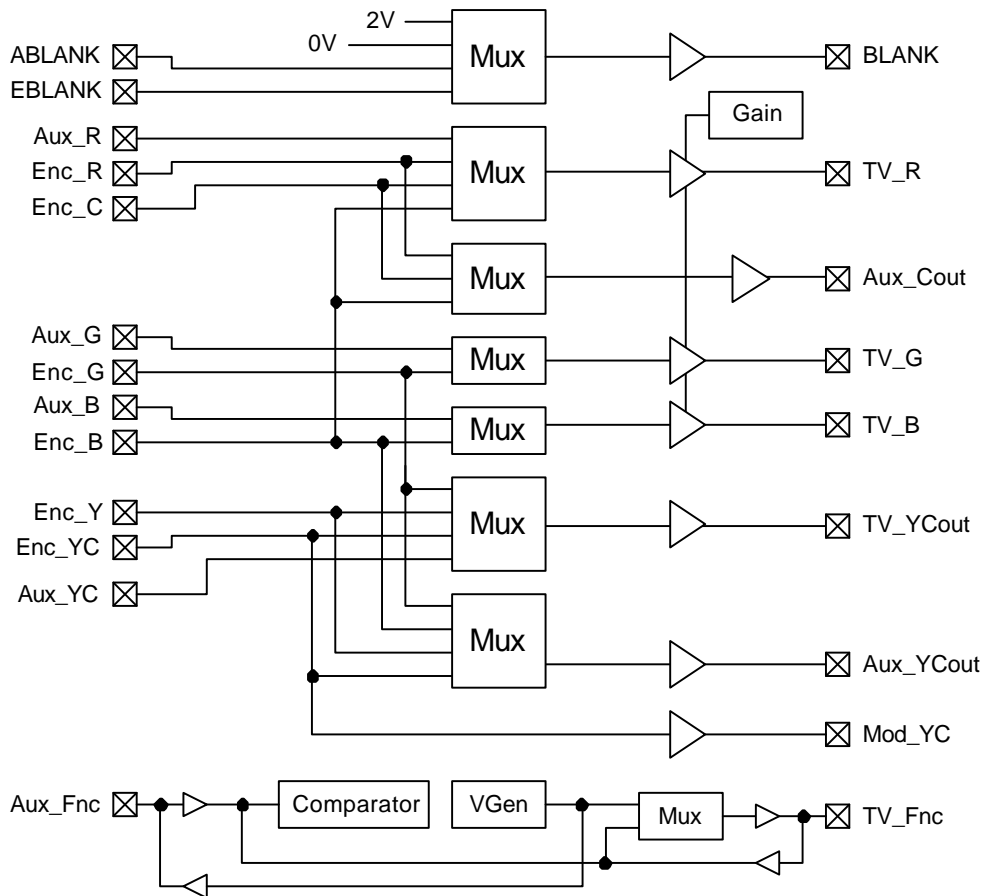 2V
0V
ABLANK
EBLANK
Mux
BLANK
Gain
Aux_R
Enc_R
Enc_C
Mux
TV_R
Mux
Aux_Cout
Aux_G
Enc_G
Mux
TV_G
Aux_B
Enc_B
Mux
TV_B
Enc_Y
Enc_YC
Aux_YC
Mux
TV_YCout
Mux
Aux_YCout
Mod_YC
Aux_Fnc
Comparator
VGen
Mux
TV_Fnc